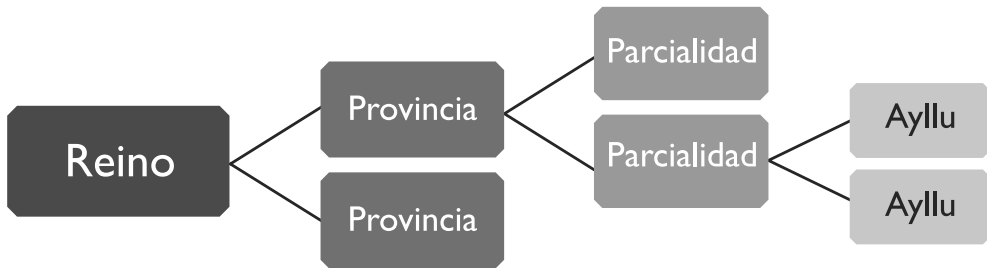 Reino
Provincia
Provincia
Parcialidad
Parcialidad
Ayllu
Ayllu